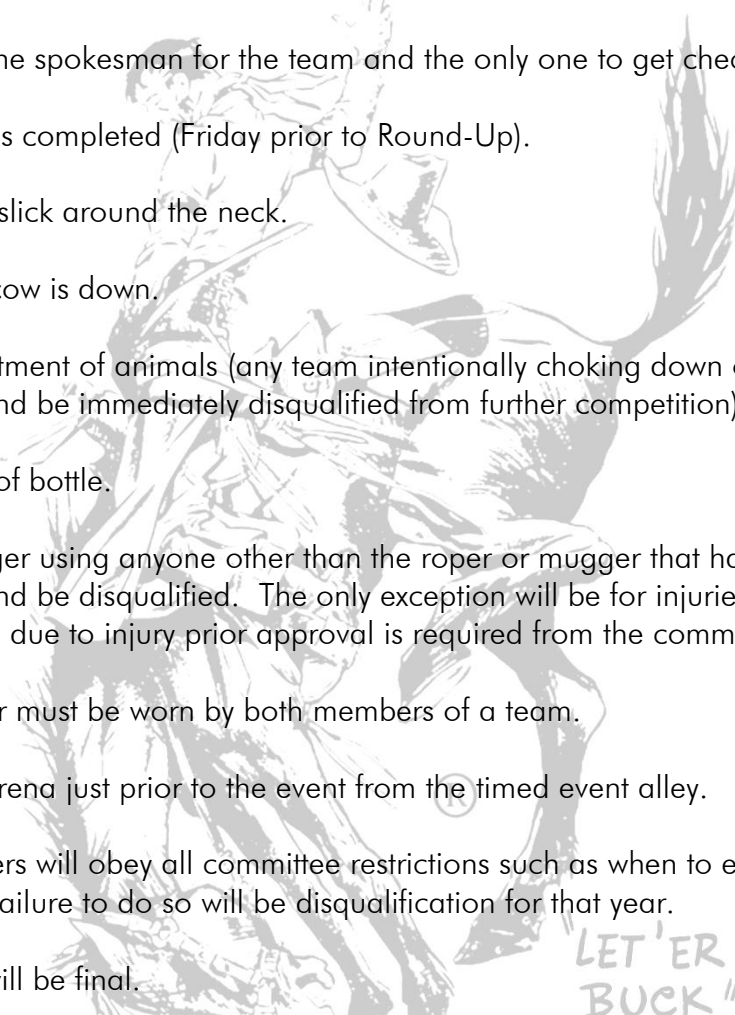 he spokesman for the team and the only one to get chec
s completed (Friday prior to Round-Up).
slick around the neck.
cow is down.
tment of animals (any team intentionally choking down
nd be immediately disqualified from further competition)
of bottle.
ger using anyone other than the roper or mugger that ha
nd be disqualified.  The only exception will be for injurie
due to injury prior approval is required from the comm
r must be worn by both members of a team.
rena just prior to the event from the timed event alley.
ers will obey all committee restrictions such as when to e
ailure to do so will be disqualification for that year.
ill be final.
®
"LET 'ER
BUCK"